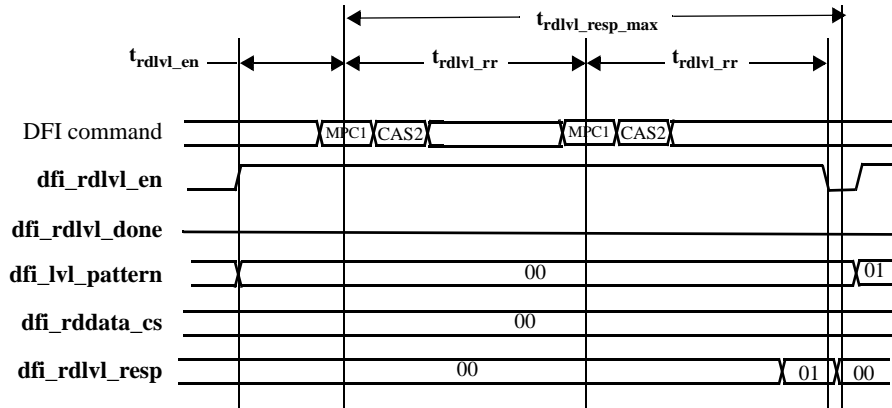 t_rdlvl_resp_max
t_rdlvl_en t_rdlvl_rr t_rdlvl_rr
DFI command MPC1 CAS2 MPC1 CAS2
dfi_rdlvl_en
dfi_rdlvl_done
dfi_lvl_pattern 00 01
dfi_rddata_cs 00
dfi_rdlvl_resp 00 01 00